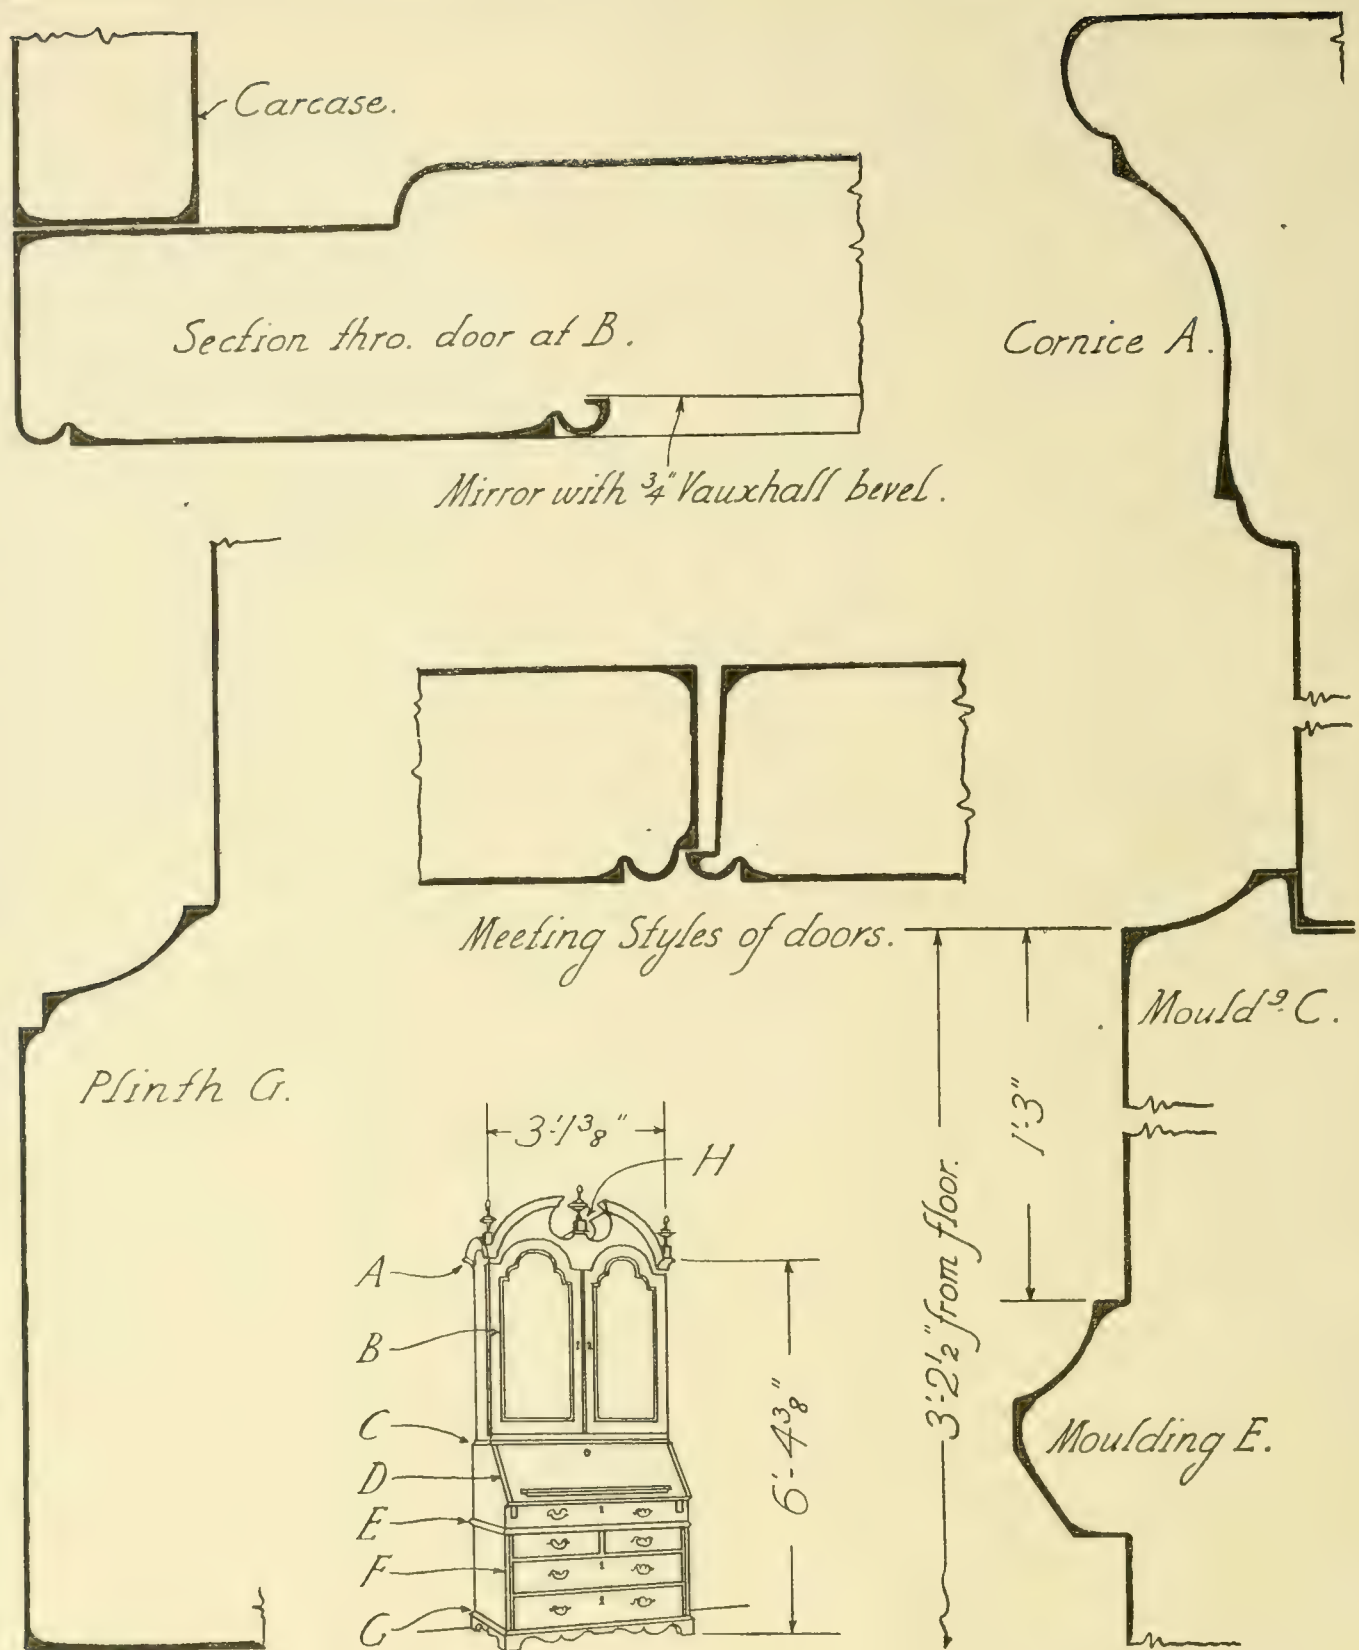 Carcase.
Section thro. door at B.
Cornice A.
Mirror with 3/4" Vauxhall bevel.
Meeting Styles of doors.
Mould⁹· C.
Plinth G.
1'·3"
3'·2½" from floor.
3'·1⅜"
H
A
B
C
D
E
F
G
6'-4⅜"
Moulding E.